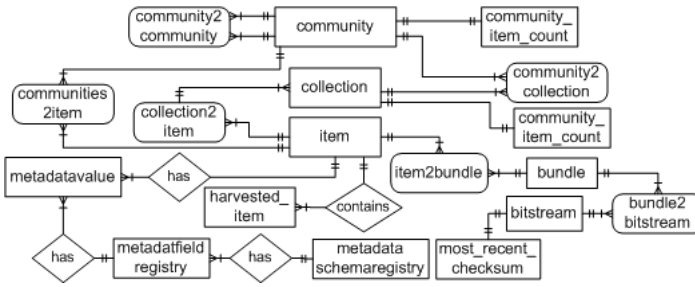 community2
community
community
community_
item_count
communities
2item
collection2
item
collection
community2
collection
community_
item_count
item
metadatavalue
has
item2bundle
bundle
harvested_
item
contains
bitstream
bundle2
bitstream
has
metadatfield
registry
has
metadata
schemaregistry
most_recent_
checksum